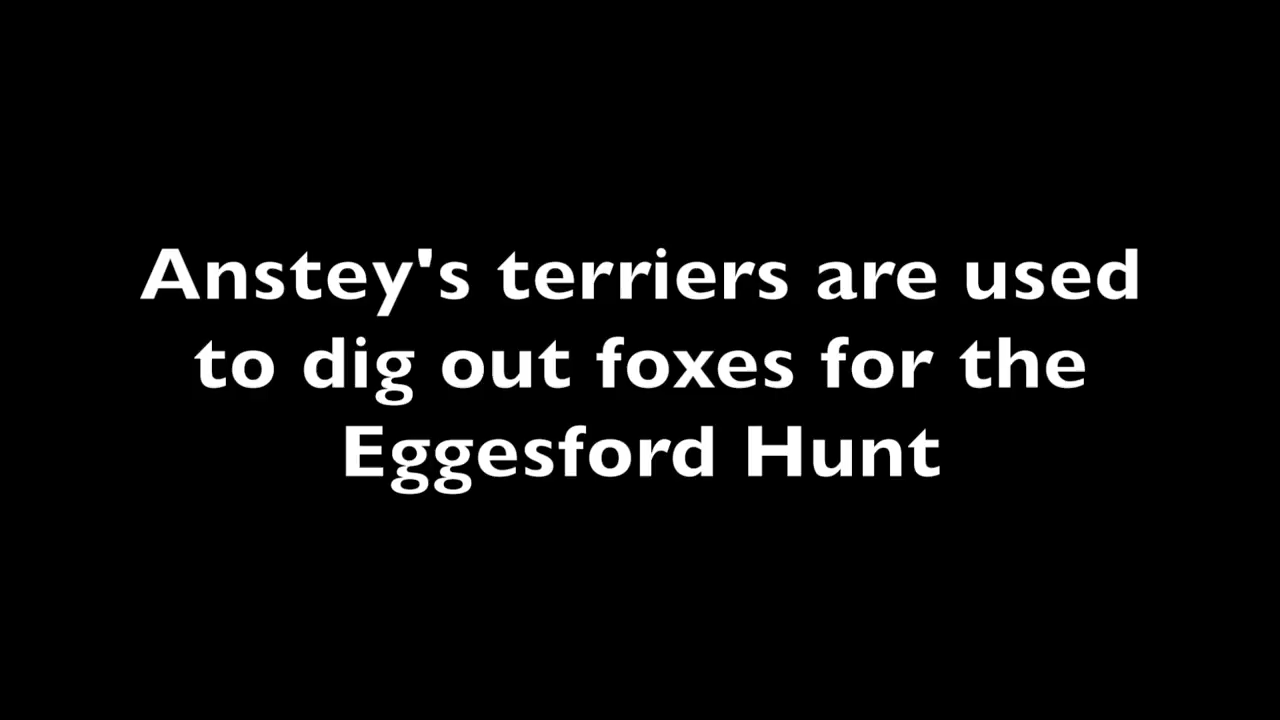 Anstey's terriers are used
to dig out foxes for the
Eggesford Hunt